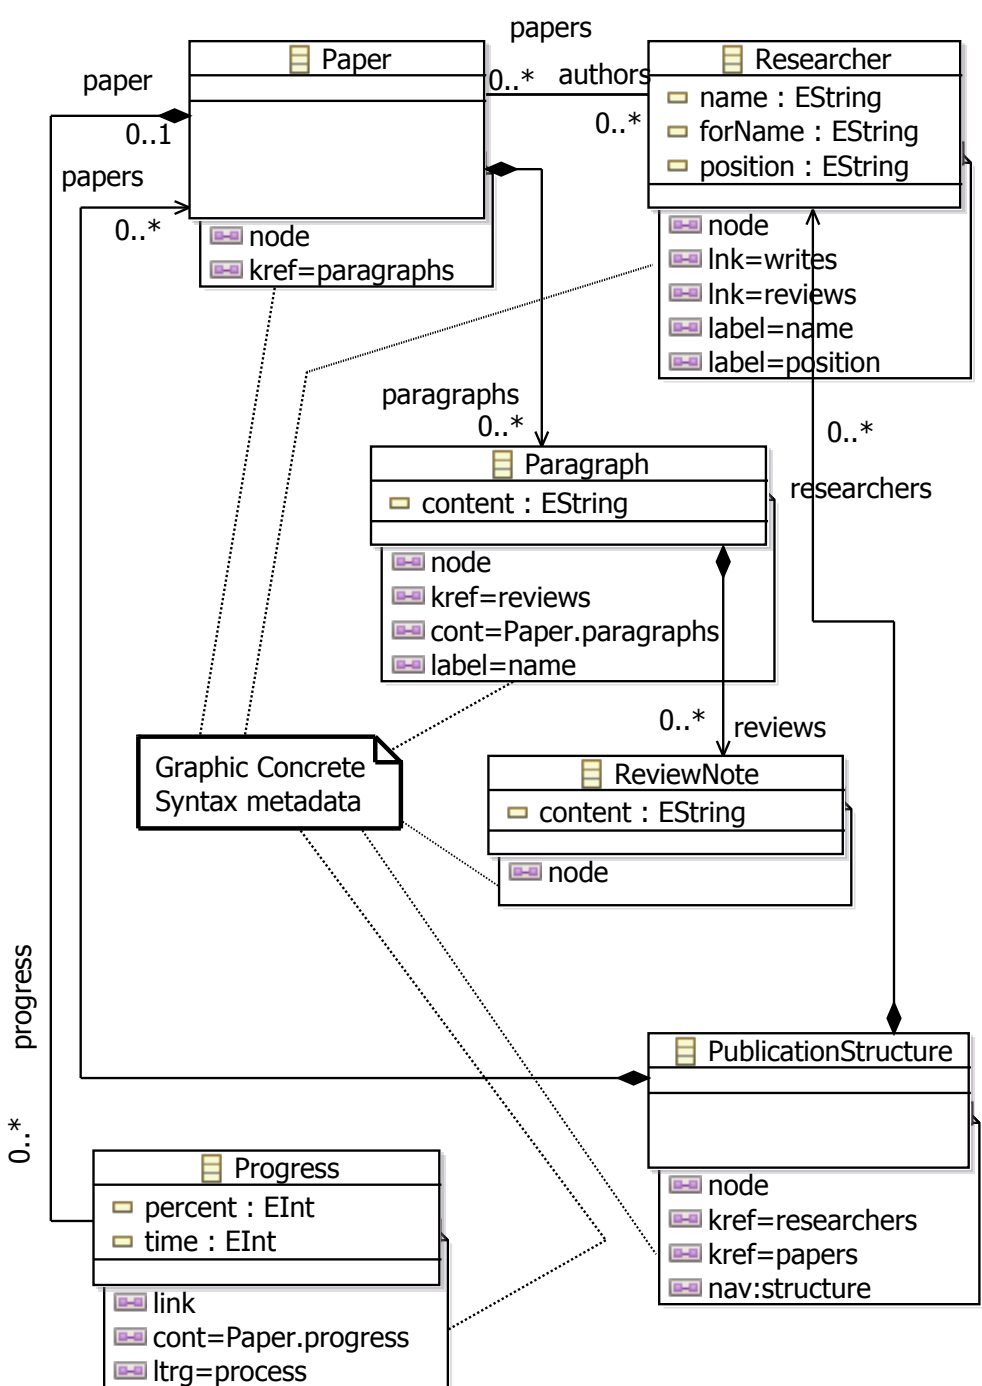 papers
Paper
Researcher
paper
0..*
authors
name : EString
0..1
0..*
forName : EString
position : EString
papers
0..*
node
kref=paragraphs
node
lnk=writes
lnk=reviews
label=name
label=position
paragraphs
0..*
0..*
researchers
Paragraph
content : EString
node
kref=reviews
cont=Paper.paragraphs
label=name
0..*
reviews
Graphic Concrete
Syntax metadata
ReviewNote
content : EString
node
progress
0..*
PublicationStructure
node
kref=researchers
kref=papers
nav:structure
Progress
percent : EInt
time : EInt
link
cont=Paper.progress
ltrg=process